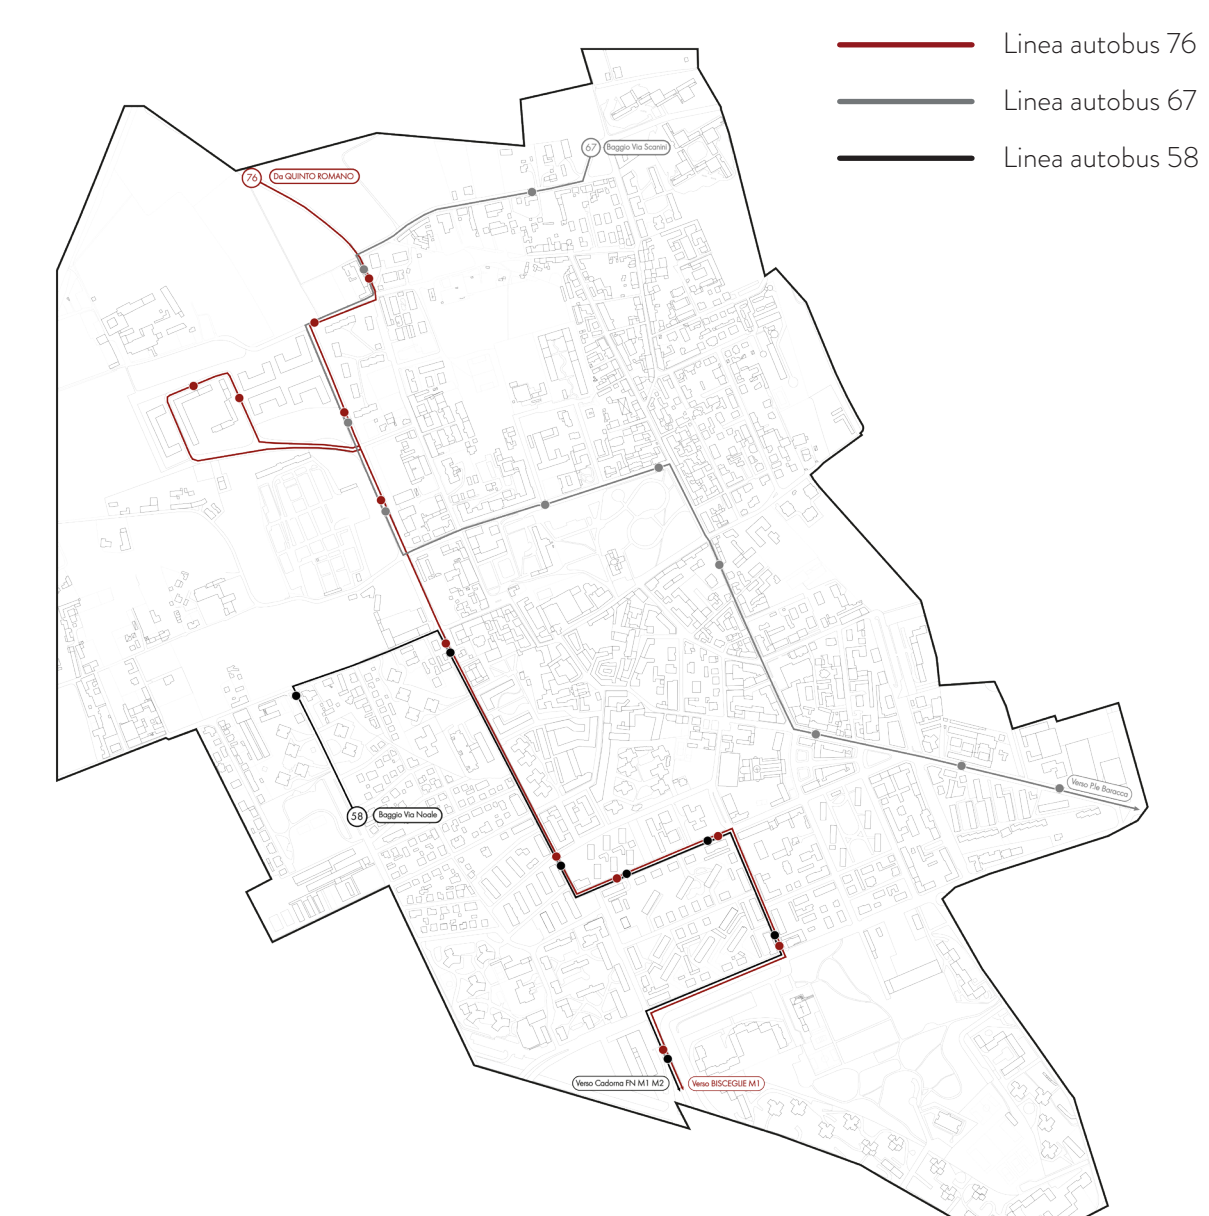 Linea autobus 76
Linea autobus 67
Linea autobus 58
67 Baggio Via Scanini
76 Da QUINTO ROMANO
Verso P.le Baracca
58 Baggio Via Noale
Verso Cadorna FN M1 M2
Verso BISCEGLIE M1